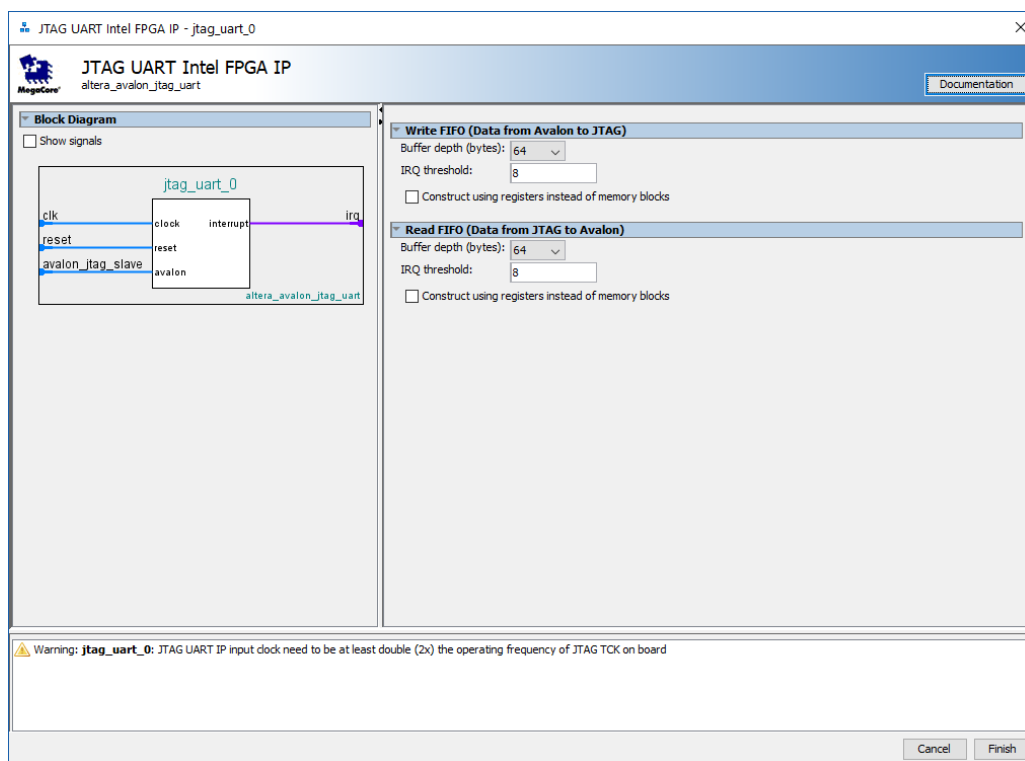 JTAG UART Intel FPGA IP - jtag_uart_0
JTAG UART Intel FPGA IP
altera_avalon_jtag_uart
MegaCore®
Documentation
Block Diagram
Show signals
jtag_uart_0
clk
clock
interrupt
irq
reset
reset
avalon_jtag_slave
avalon
altera_avalon_jtag_uart
Write FIFO (Data from Avalon to JTAG)
Buffer depth (bytes): 64
IRQ threshold: 8
Construct using registers instead of memory blocks
Read FIFO (Data from JTAG to Avalon)
Buffer depth (bytes): 64
IRQ threshold: 8
Construct using registers instead of memory blocks
Warning: jtag_uart_0: JTAG UART IP input clock need to be at least double (2x) the operating frequency of JTAG TCK on board
Cancel
Finish